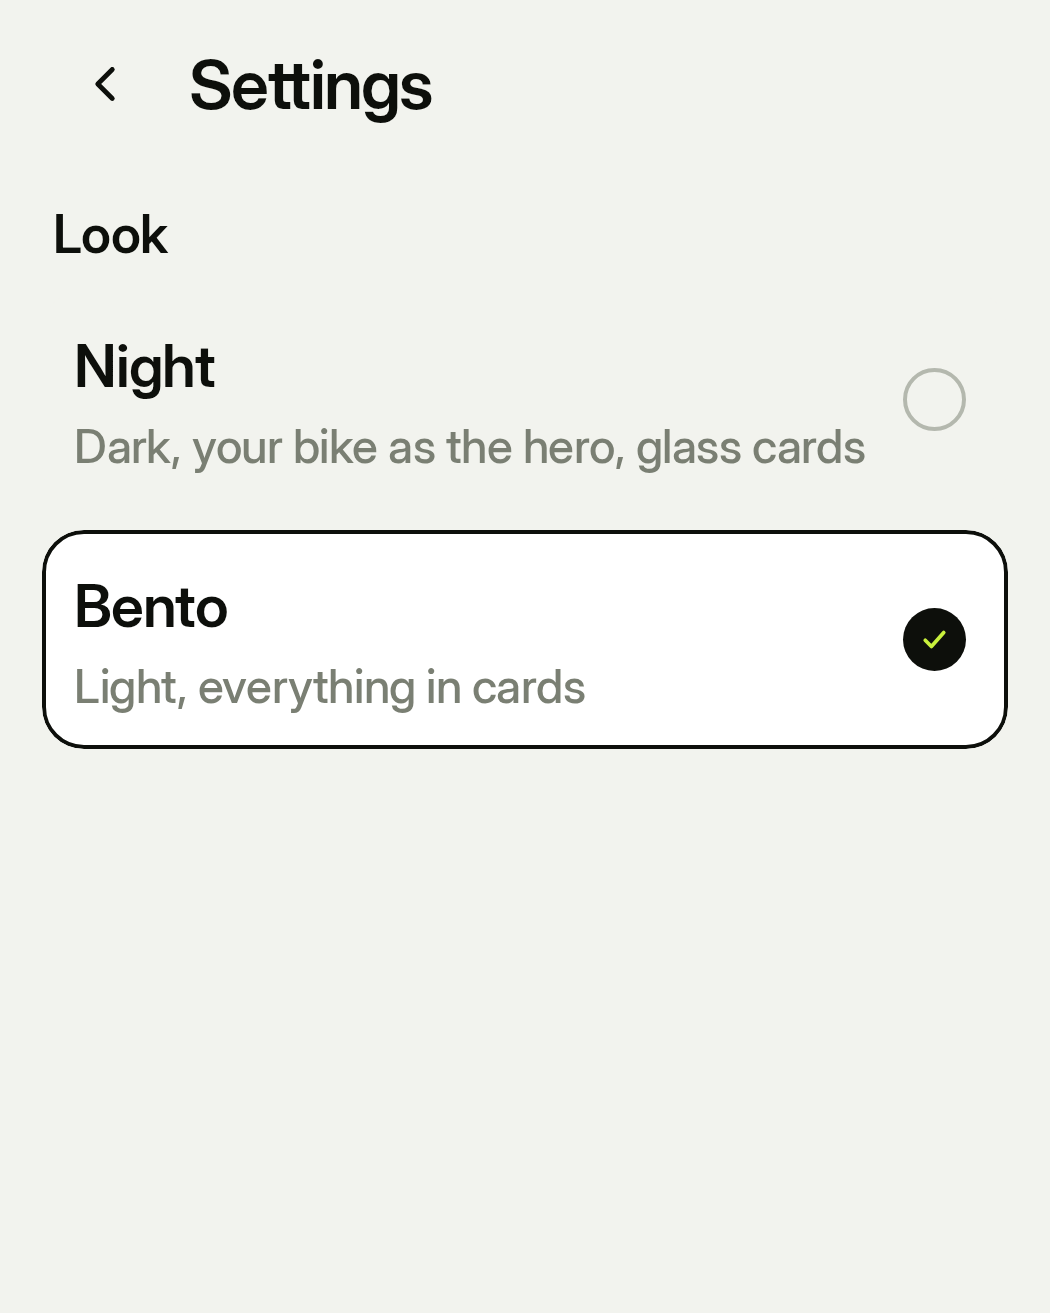 Settings
Look
Night
Dark, your bike as the hero, glass cards
Bento
Light, everything in cards